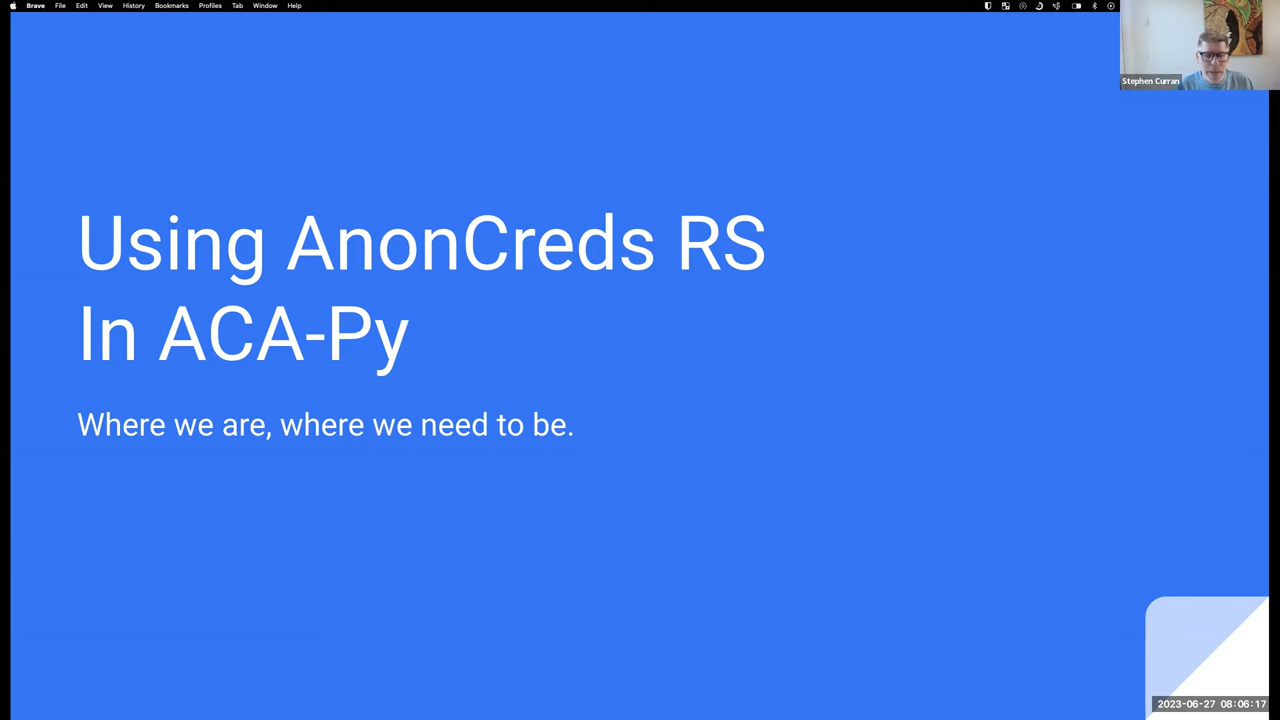 Brave File Edit View History Bookmarks Profiles Tab Window Help
Stephen Curran
Using AnonCreds RS
In ACA-Py
Where we are, where we need to be.
2023-06-27 08:06:17